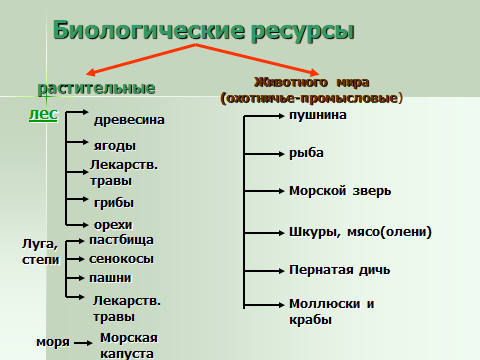 Биологические ресурсы
растительные
лес
древесина
ягоды
Лекарств.
травы
грибы
орехи
Луга,
степи
пастбища
сенокосы
пашни
Лекарств.
травы
моря
Морская
капуста
Животного мира
(охотничье-промысловые)
пушнина
рыба
Морской зверь
Шкуры, мясо(олени)
Пернатая дичь
Моллюски и
крабы